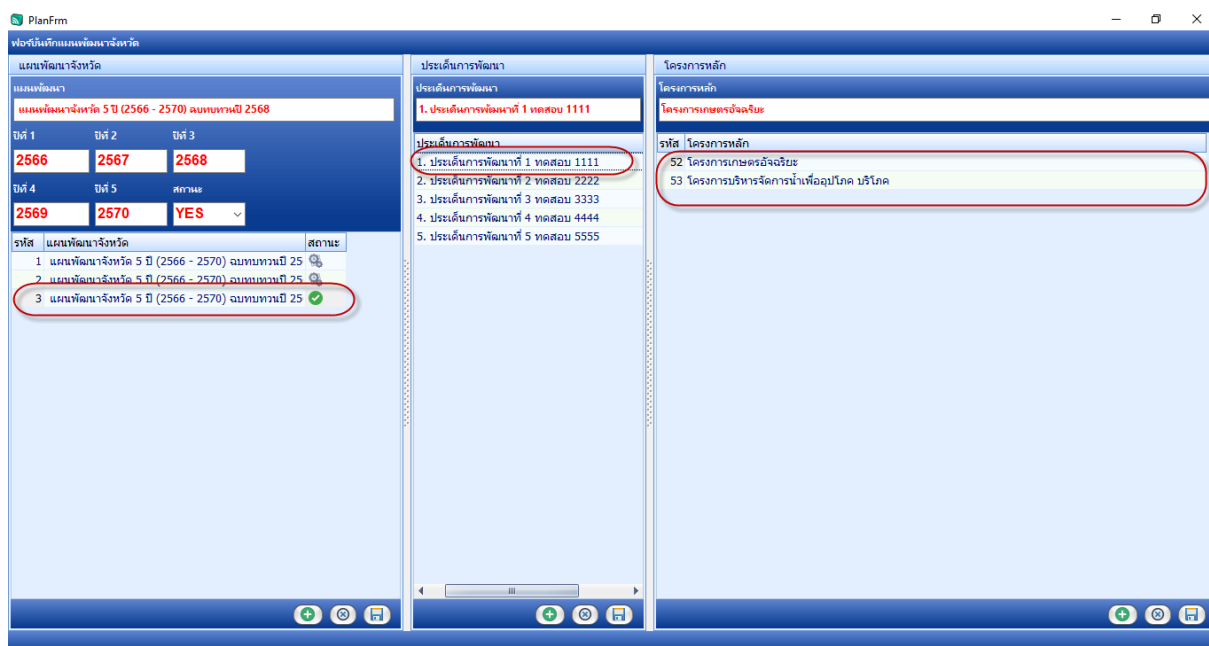 PlanFrm
ฟอร์บันทึกแผนพัฒนาจังหวัด
แผนพัฒนาจังหวัด
แผนพัฒนา
แผนพัฒนาจังหวัด 5 ปี (2566 - 2570) ฉบทบทวนปี 2568
ปีที่ 1 ปีที่ 2 ปีที่ 3
2566 2567 2568
ปีที่ 4 ปีที่ 5 สถานะ
2569 2570 YES
รหัส แผนพัฒนาจังหวัด สถานะ
1 แผนพัฒนาจังหวัด 5 ปี (2566 - 2570) ฉบทบทวนปี 25
2 แผนพัฒนาจังหวัด 5 ปี (2566 - 2570) ฉบทบทวนปี 25
3 แผนพัฒนาจังหวัด 5 ปี (2566 - 2570) ฉบทบทวนปี 25
ประเด็นการพัฒนา
ประเด็นการพัฒนา
1. ประเด็นการพัฒนาที่ 1 ทดสอบ 1111
ประเด็นการพัฒนา
1. ประเด็นการพัฒนาที่ 1 ทดสอบ 1111
2. ประเด็นการพัฒนาที่ 2 ทดสอบ 2222
3. ประเด็นการพัฒนาที่ 3 ทดสอบ 3333
4. ประเด็นการพัฒนาที่ 4 ทดสอบ 4444
5. ประเด็นการพัฒนาที่ 5 ทดสอบ 5555
โครงการหลัก
โครงการหลัก
โครงการเกษตรอัจฉริยะ
รหัส โครงการหลัก
52 โครงการเกษตรอัจฉริยะ
53 โครงการบริหารจัดการน้ำเพื่ออุปโภค บริโภค